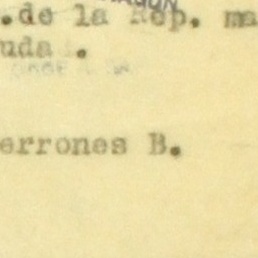 .de la Rep. ma
uda .
errones B.